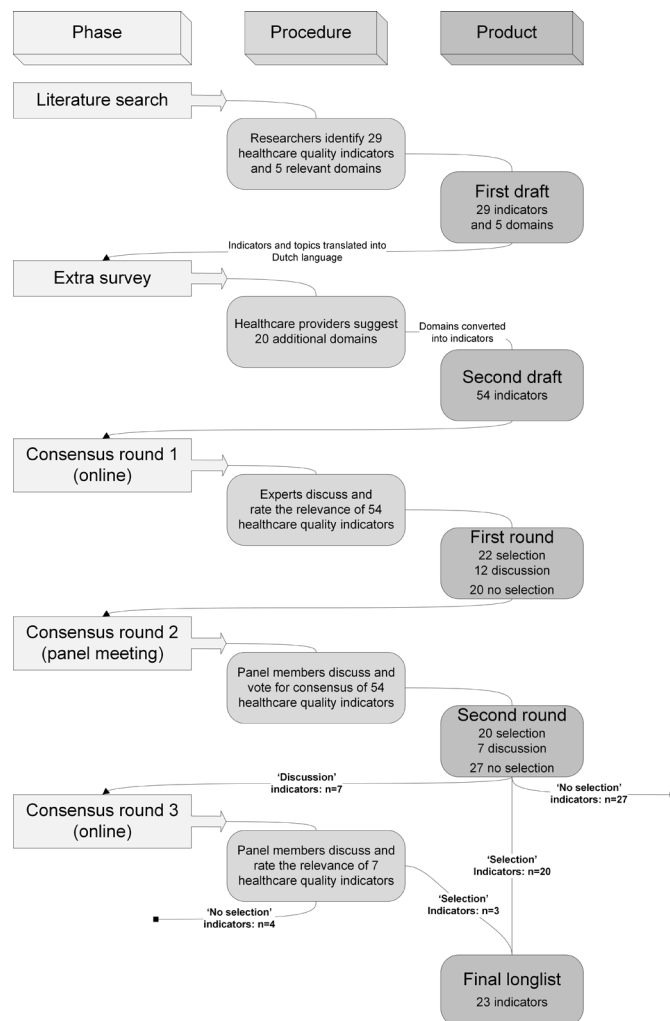 Phase
Procedure
Product
Literature search
Researchers identify 29
healthcare quality indicators
and 5 relevant domains
First draft
29 indicators
and 5 domains
Indicators and topics translated into
Dutch language
Extra survey
Healthcare providers suggest
20 additional domains
Domains converted
into indicators
Second draft
54 indicators
Consensus round 1
(online)
Experts discuss and
rate the relevance of 54
healthcare quality indicators
First round
22 selection
12 discussion
20 no selection
Consensus round 2
(panel meeting)
Panel members discuss and
vote for consensus of 54
healthcare quality indicators
Second round
20 selection
7 discussion
27 no selection
‘Discussion’
indicators: n=7
‘No selection’
indicators: n=27
Consensus round 3
(online)
Panel members discuss and
rate the relevance of 7
healthcare quality indicators
‘Selection’
Indicators: n=20
‘Selection’
Indicators: n=3
‘No selection’
indicators: n=4
Final longlist
23 indicators